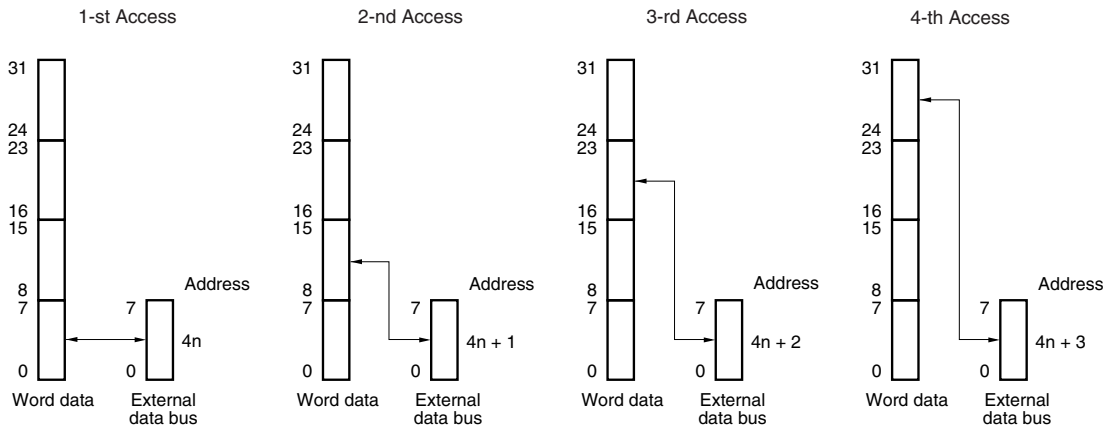 1-st Access
31
24
23
16
15
8
7
0
Address
7
4n
0
Word data
External
data bus
2-nd Access
31
24
23
16
15
8
7
0
Address
7
4n + 1
0
Word data
External
data bus
3-rd Access
31
24
23
16
15
8
7
0
Address
7
4n + 2
0
Word data
External
data bus
4-th Access
31
24
23
16
15
8
7
0
Address
7
4n + 3
0
Word data
External
data bus